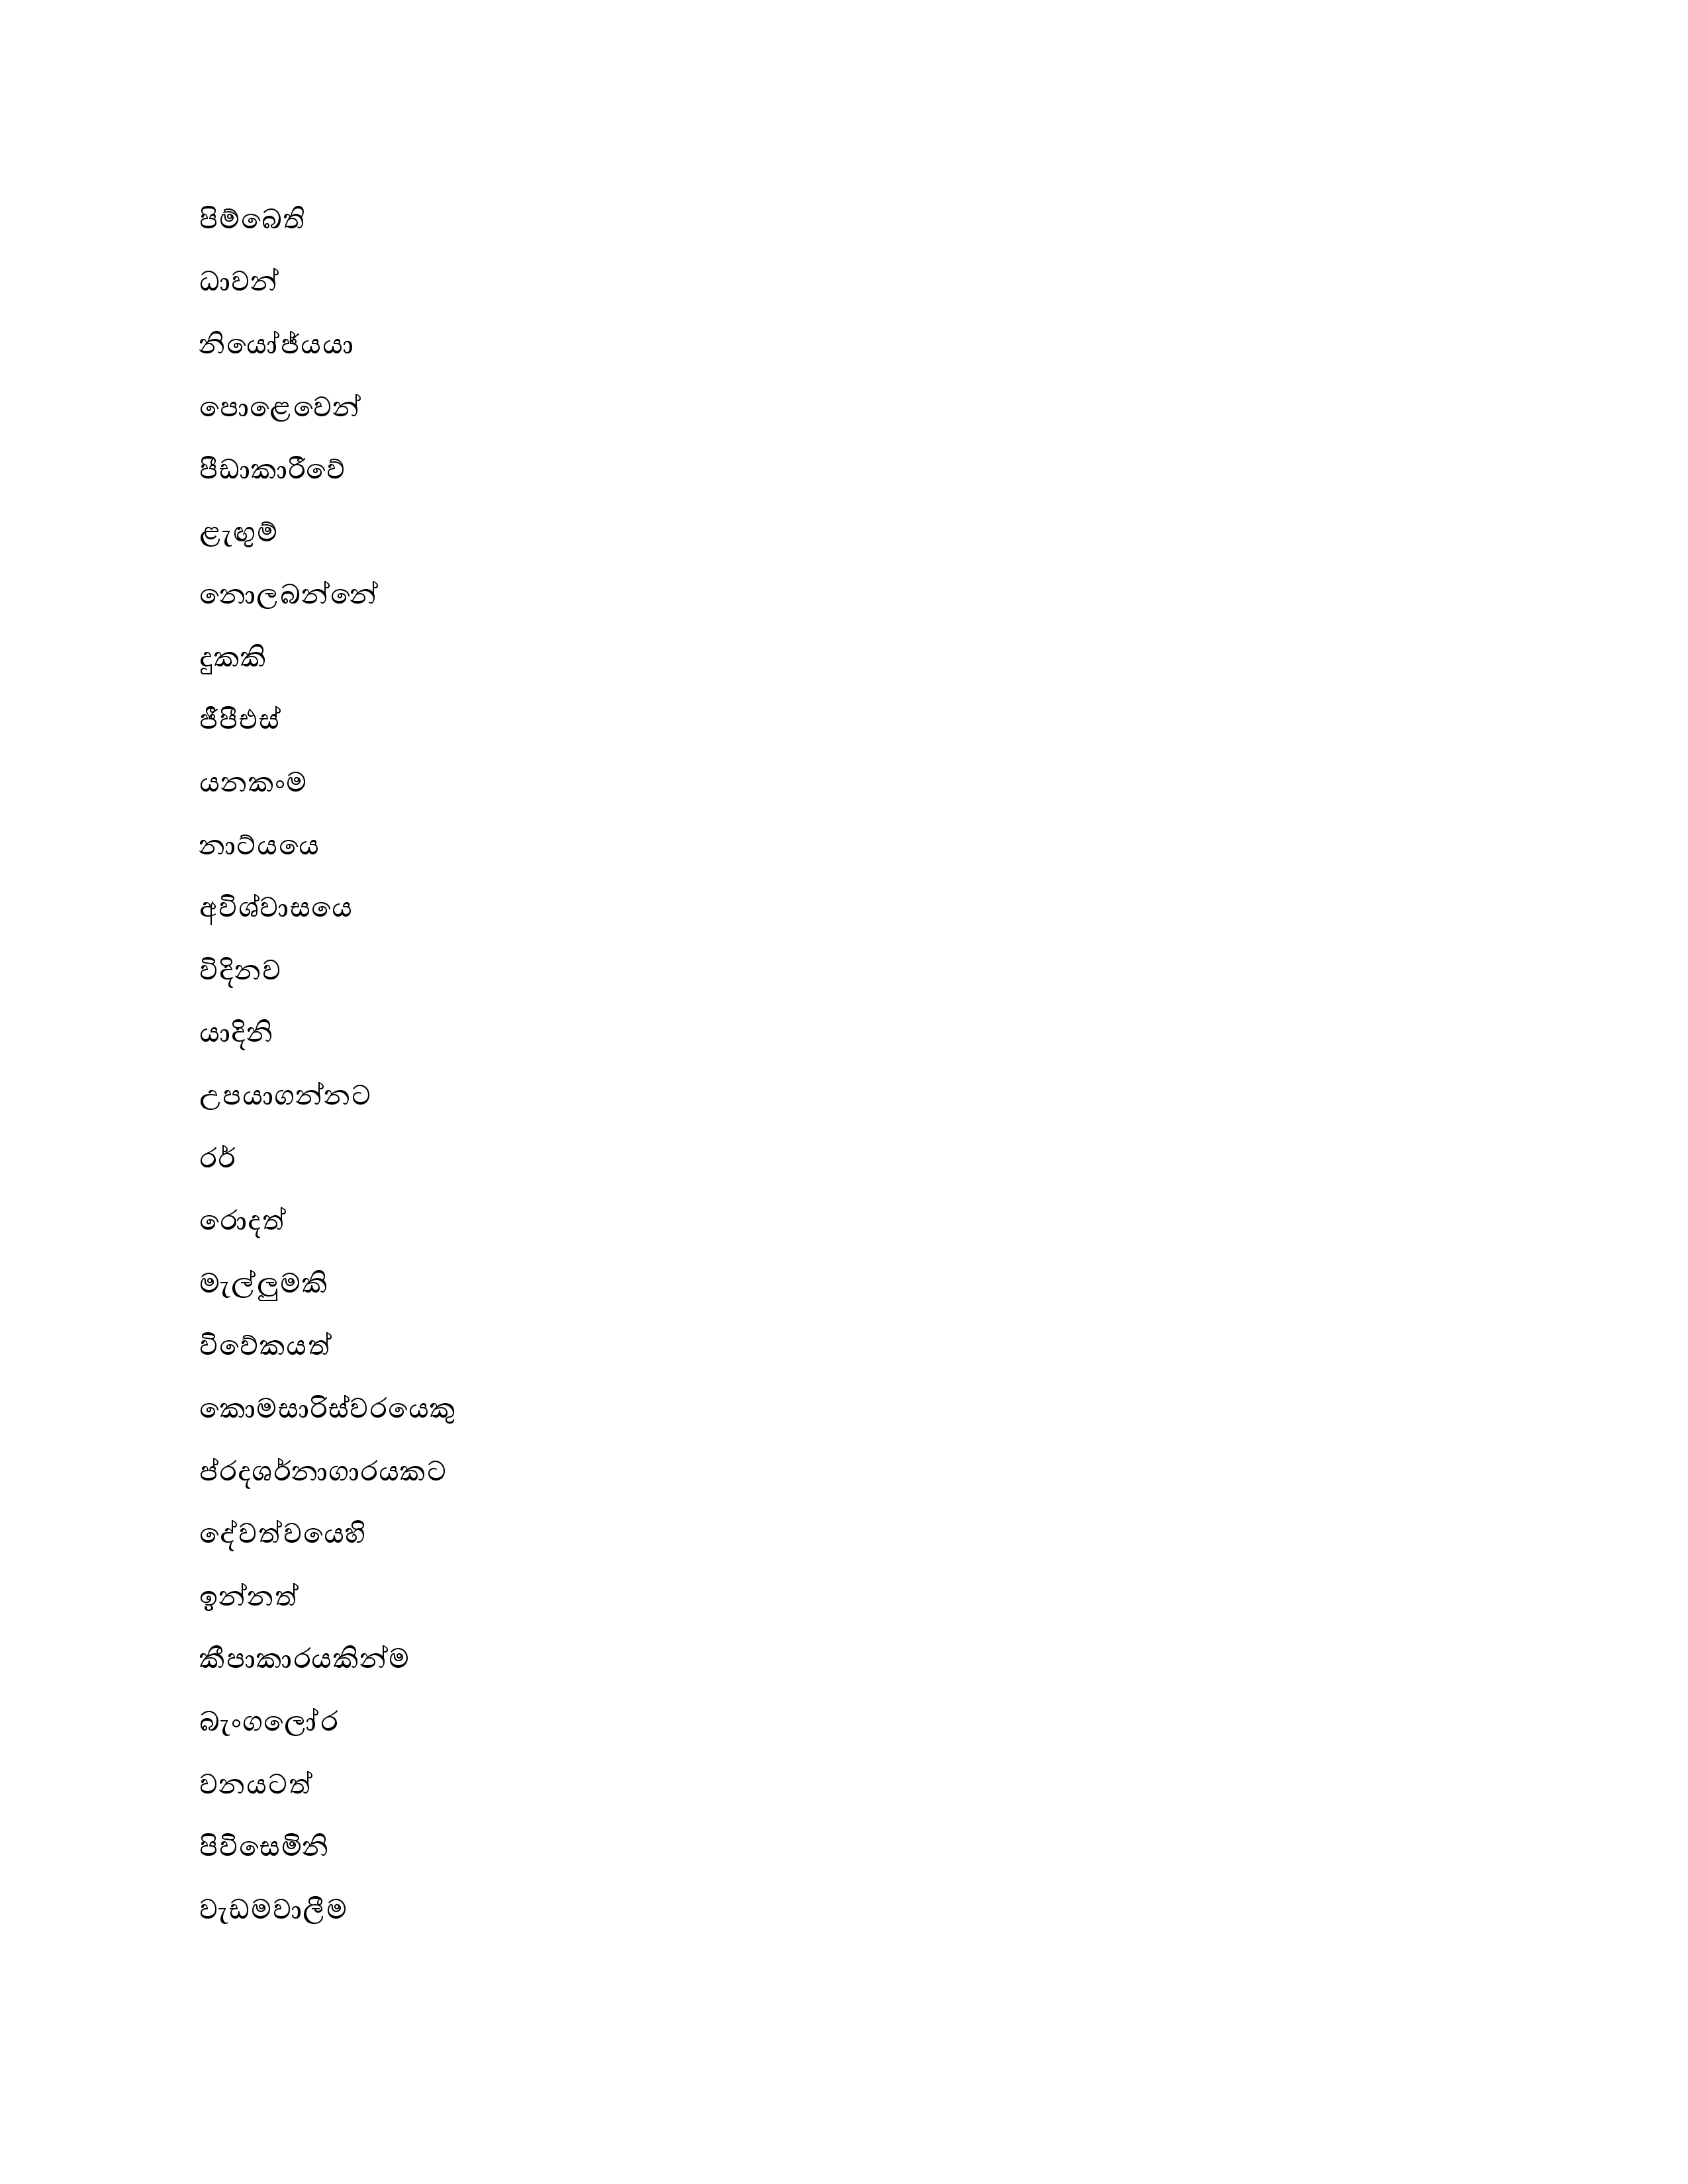 පිම්බෙති
ධාවන්
නියෝජ්යයා
පොළෙවෙන්
පීඩාකාරීවේ
ළැඟුම්
නොලබන්නේ
දුකකි
ජීපීඑස්
යනකංම
නාට්යයෙ
අවිශ්වාසයෙ
විදිනව
යාදිනි
උපයාගන්නට
රර්
රොදත්
මැල්ලුමකි
විවේකයත්
කොමසාරිස්වරයෙකු
ප්රදශර්නාගාරයකට
දේවත්වයෙහි
ඉන්නත්
කීපාකාරයකින්ම
බැංගලෝර
වනයටත්
පිවිසෙමිනි
වැඩමවාලීම